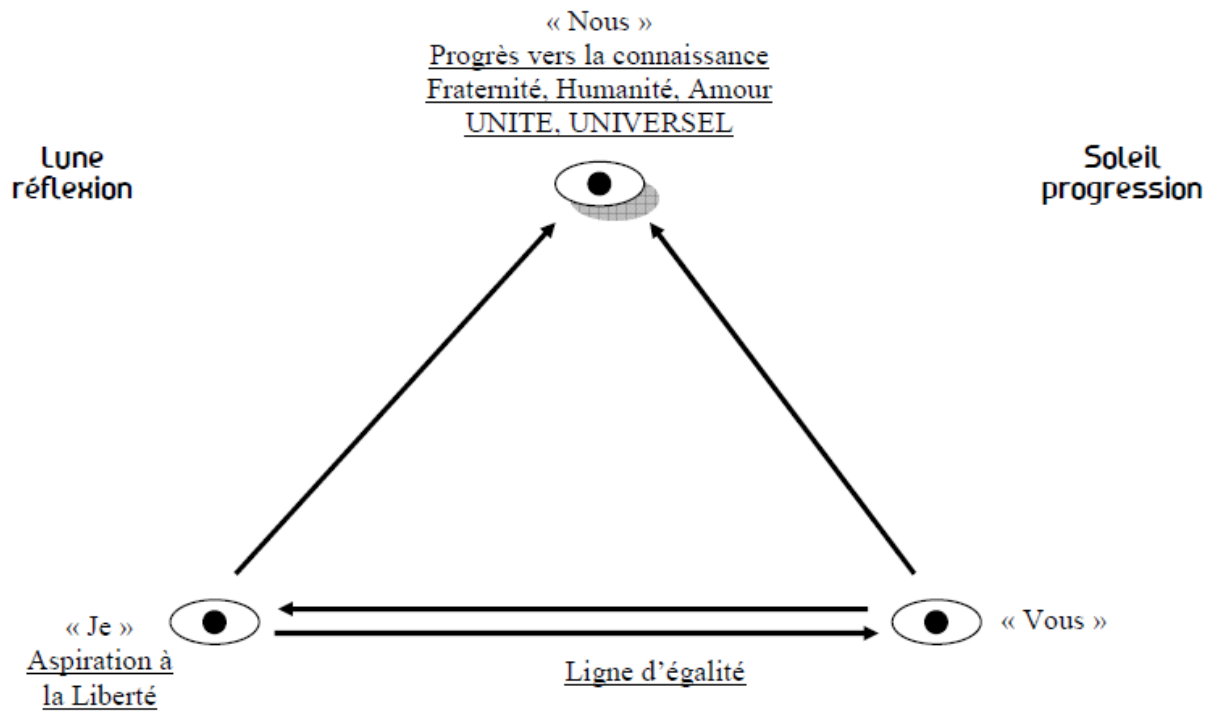 « Nous »
Progrès vers la connaissance
Fraternité, Humanité, Amour
UNITE, UNIVERSEL
Lune
réflexion
Soleil
progression
« Je »
Aspiration à
la Liberté
« Vous »
Ligne d’égalité